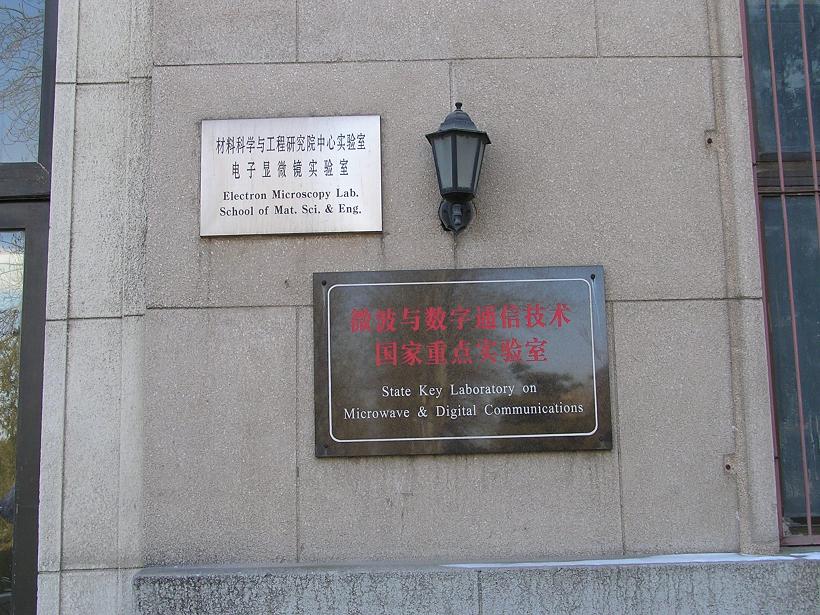 材料科学与工程研究院中心实验室
电子显微镜实验室
Electron Microscopy Lab.
School of Mat. Sci. & Eng.
微波与数字通信技术
国家重点实验室
State Key Laboratory on
Microwave & Digital Communications